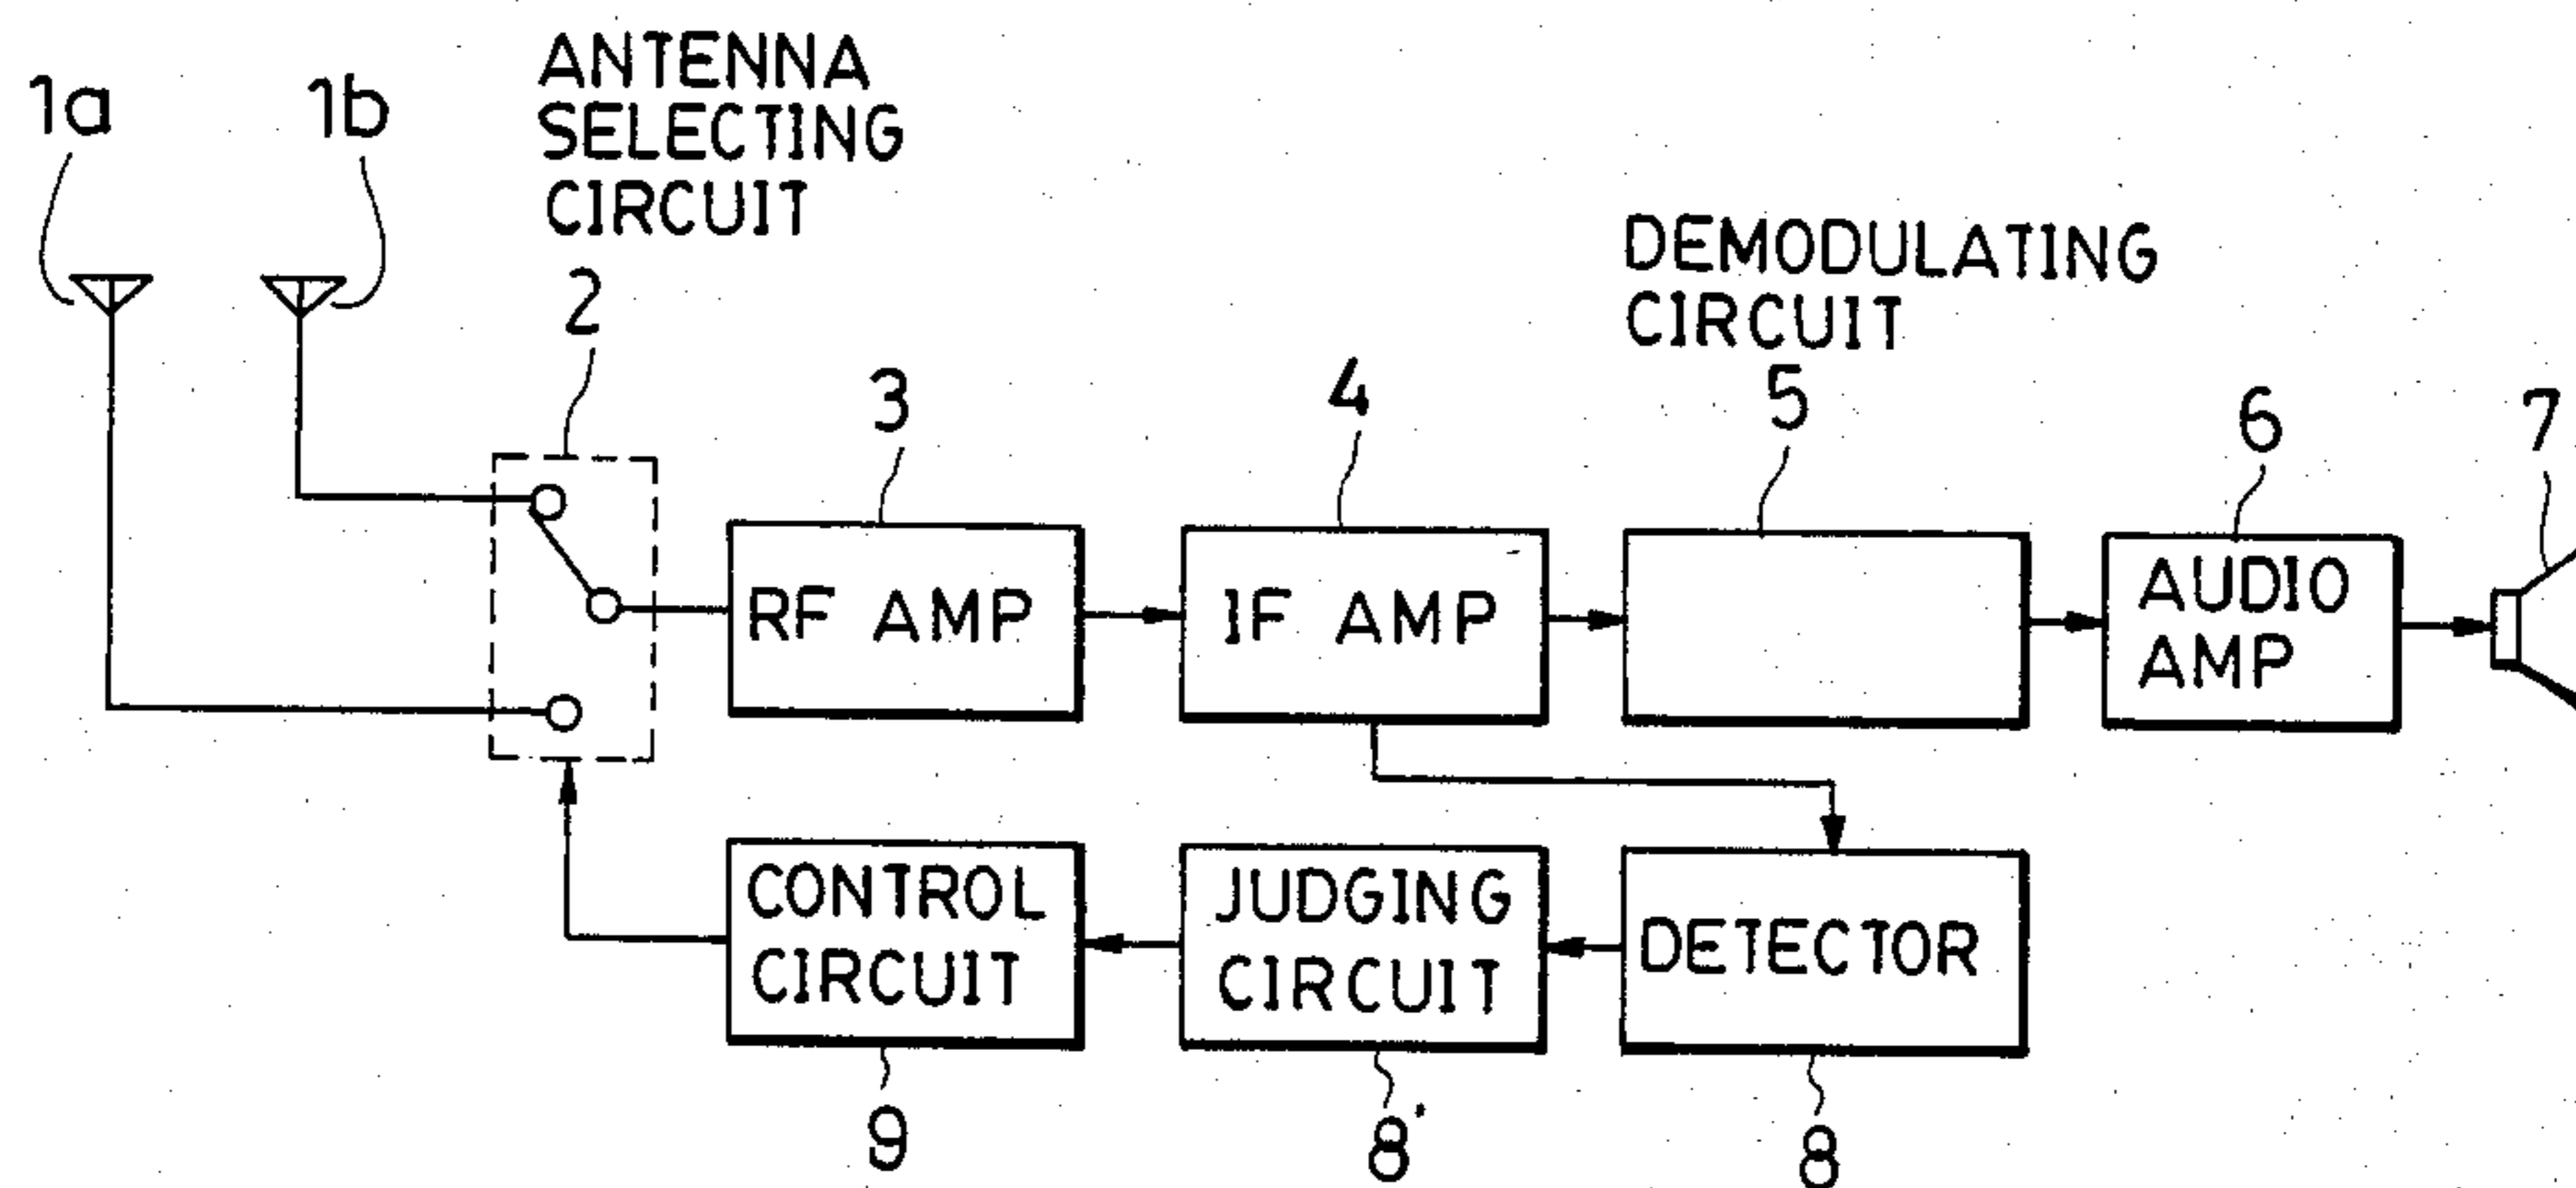 1a
1b
ANTENNA
SELECTING
CIRCUIT
2
3
4
DEMODULATING
CIRCUIT
5
6
7
RF AMP
IF AMP
AUDIO
AMP
CONTROL
CIRCUIT
JUDGING
CIRCUIT
DETECTOR
9
8'
8